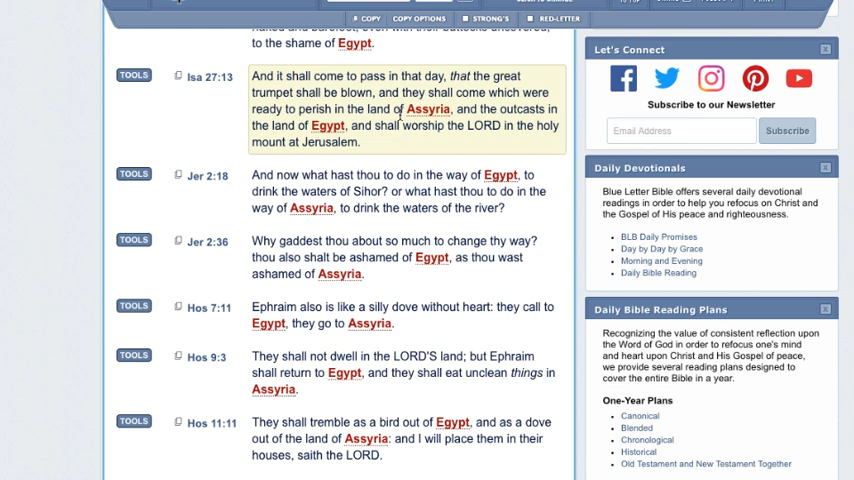 COPY COPY OPTIONS STRONG'S RED-LETTER
to the shame of Egypt.
TOOLS Isa 27:13 And it shall come to pass in that day, that the great
trumpet shall be blown, and they shall come which were
ready to perish in the land of Assyria, and the outcasts in
the land of Egypt, and shall worship the LORD in the holy
mount at Jerusalem.
TOOLS Jer 2:18 And now what hast thou to do in the way of Egypt, to
drink the waters of Sihor? or what hast thou to do in the
way of Assyria, to drink the waters of the river?
TOOLS Jer 2:36 Why gaddest thou about so much to change thy way?
thou also shalt be ashamed of Egypt, as thou wast
ashamed of Assyria.
TOOLS Hos 7:11 Ephraim also is like a silly dove without heart: they call to
Egypt, they go to Assyria.
TOOLS Hos 9:3 They shall not dwell in the LORD'S land; but Ephraim
shall return to Egypt, and they shall eat unclean things in
Assyria.
TOOLS Hos 11:11 They shall tremble as a bird out of Egypt, and as a dove
out of the land of Assyria: and I will place them in their
houses, saith the LORD.
Let's Connect
Subscribe to our Newsletter
Email Address Subscribe
Daily Devotionals
Blue Letter Bible offers several daily devotional
readings in order to help you refocus on Christ and
the Gospel of His peace and righteousness.
BLB Daily Promises
Day by Day by Grace
Morning and Evening
Daily Bible Reading
Daily Bible Reading Plans
Recognizing the value of consistent reflection upon
the Word of God in order to refocus one's mind
and heart upon Christ and His Gospel of peace,
we provide several reading plans designed to
cover the entire Bible in a year.
One-Year Plans
Canonical
Blended
Chronological
Historical
Old Testament and New Testament Together